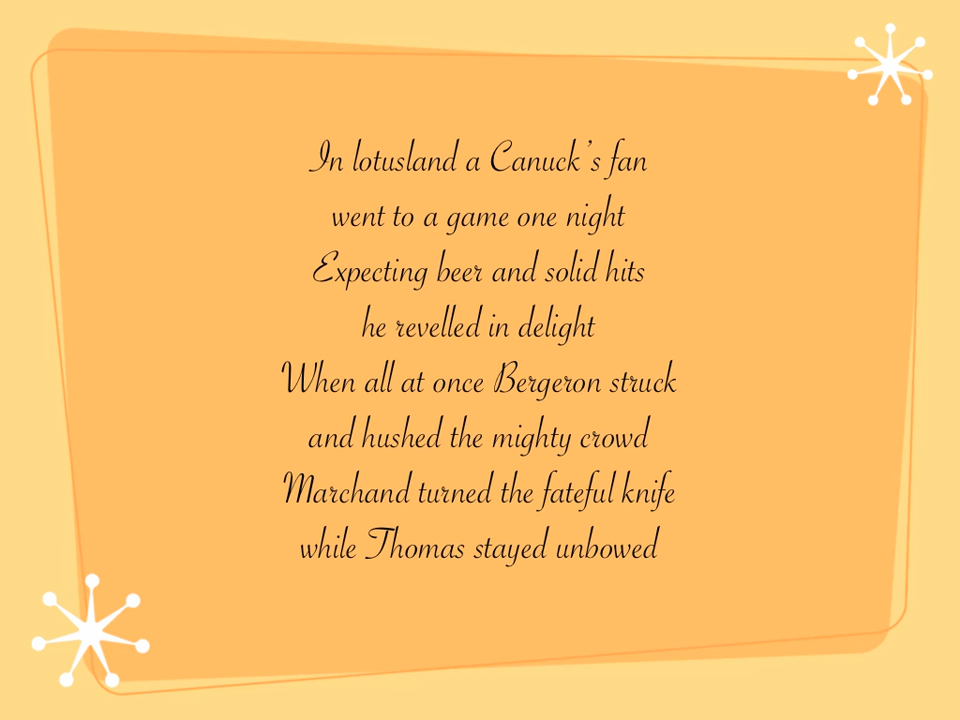 In lotusland a Canuck's fan
went to a game one night
Expecting beer and solid hits
he revelled in delight
When all at once Bergeron struck
and hushed the mighty crowd
Marchand turned the fateful knife
while Thomas stayed unbowed